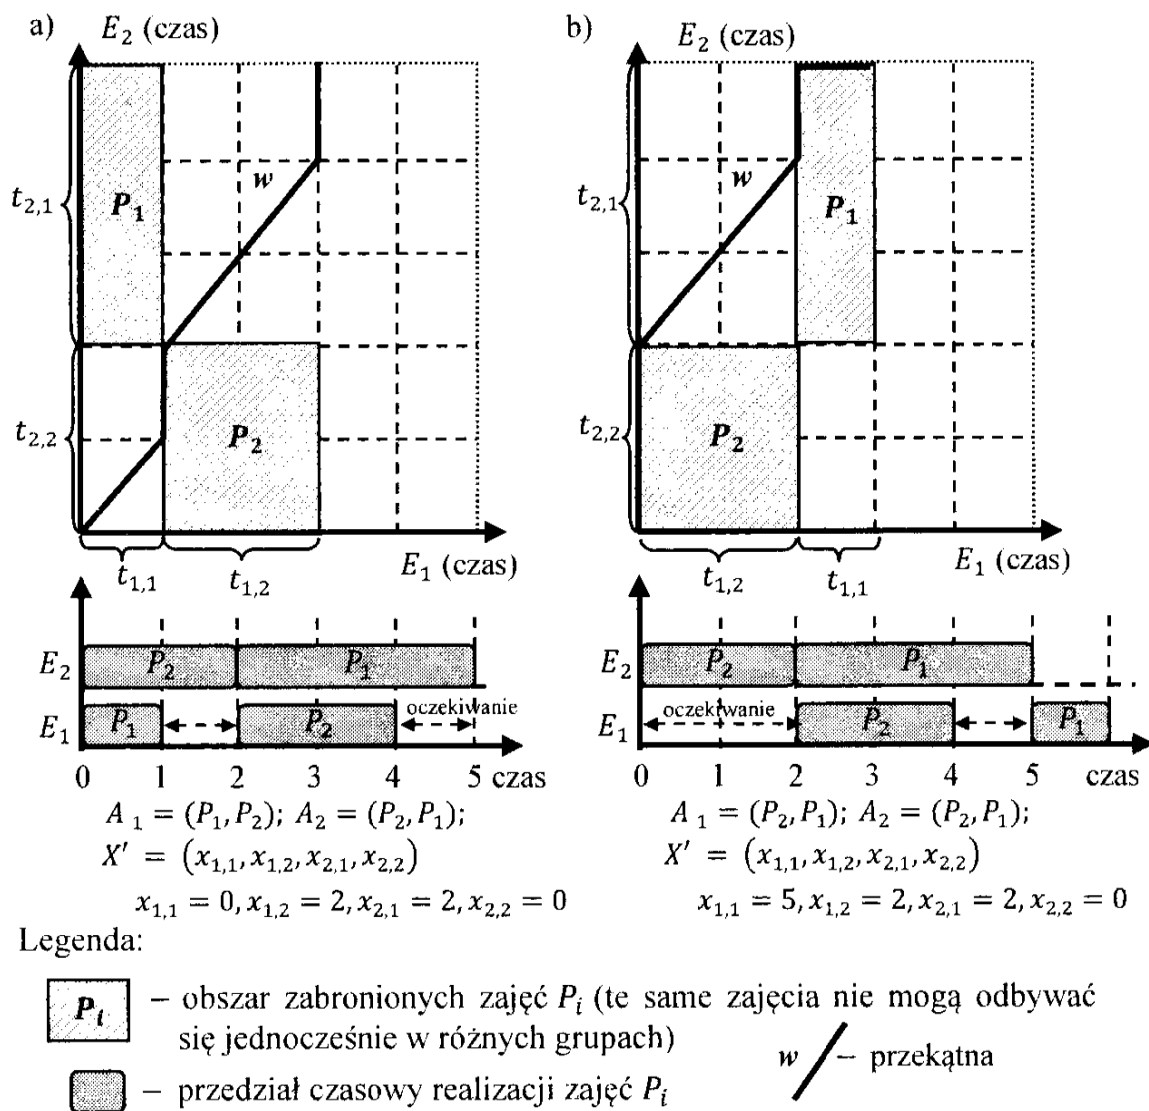 a)
E₂ (czas)
t₂,₁
P₁
w
t₂,₂
P₂
t₁,₁
t₁,₂
E₁ (czas)
E₂
P₂
P₁
E₁
P₁
P₂
oczekiwanie
0 1 2 3 4 5 czas
A ₁ = (P₁, P₂); A₂ = (P₂, P₁);
X′ = (x₁,₁, x₁,₂, x₂,₁, x₂,₂)
x₁,₁ = 0, x₁,₂ = 2, x₂,₁ = 2, x₂,₂ = 0
b)
E₂ (czas)
t₂,₁
w
P₁
t₂,₂
P₂
t₁,₂
t₁,₁
E₁ (czas)
E₂
P₂
P₁
E₁
oczekiwanie
P₂
P₁
0 1 2 3 4 5 czas
A ₁ = (P₂, P₁); A₂ = (P₂, P₁);
X′ = (x₁,₁, x₁,₂, x₂,₁, x₂,₂)
x₁,₁ = 5, x₁,₂ = 2, x₂,₁ = 2, x₂,₂ = 0
Legenda:
Pᵢ – obszar zabronionych zajęć Pᵢ (te same zajęcia nie mogą odbywać
się jednocześnie w różnych grupach)
w – przekątna
– przedział czasowy realizacji zajęć Pᵢ